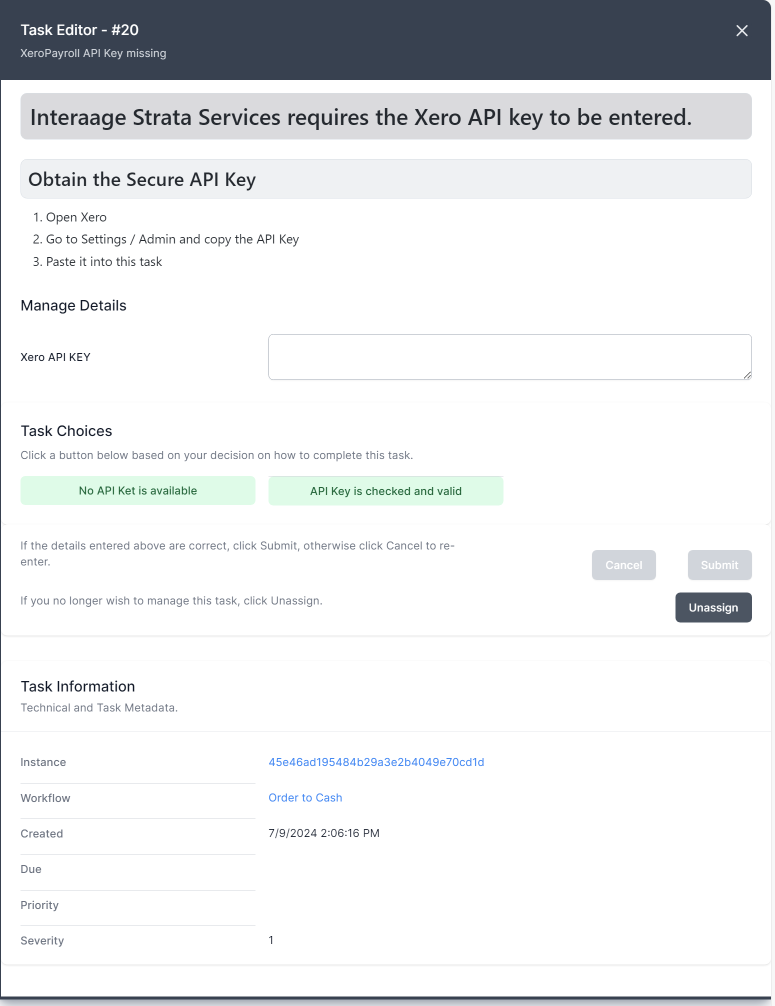 Task Editor - #20
XeroPayroll API Key missing
Interaage Strata Services requires the Xero API key to be entered.
Obtain the Secure API Key
1. Open Xero
2. Go to Settings / Admin and copy the API Key
3. Paste it into this task
Manage Details
Xero API KEY
Task Choices
Click a button below based on your decision on how to complete this task.
No API Ket is available
API Key is checked and valid
If the details entered above are correct, click Submit, otherwise click Cancel to re-
enter.
Cancel
Submit
If you no longer wish to manage this task, click Unassign.
Unassign
Task Information
Technical and Task Metadata.
Instance 45e46ad195484b29a3e2b4049e70cd1d
Workflow Order to Cash
Created 7/9/2024 2:06:16 PM
Due
Priority
Severity 1